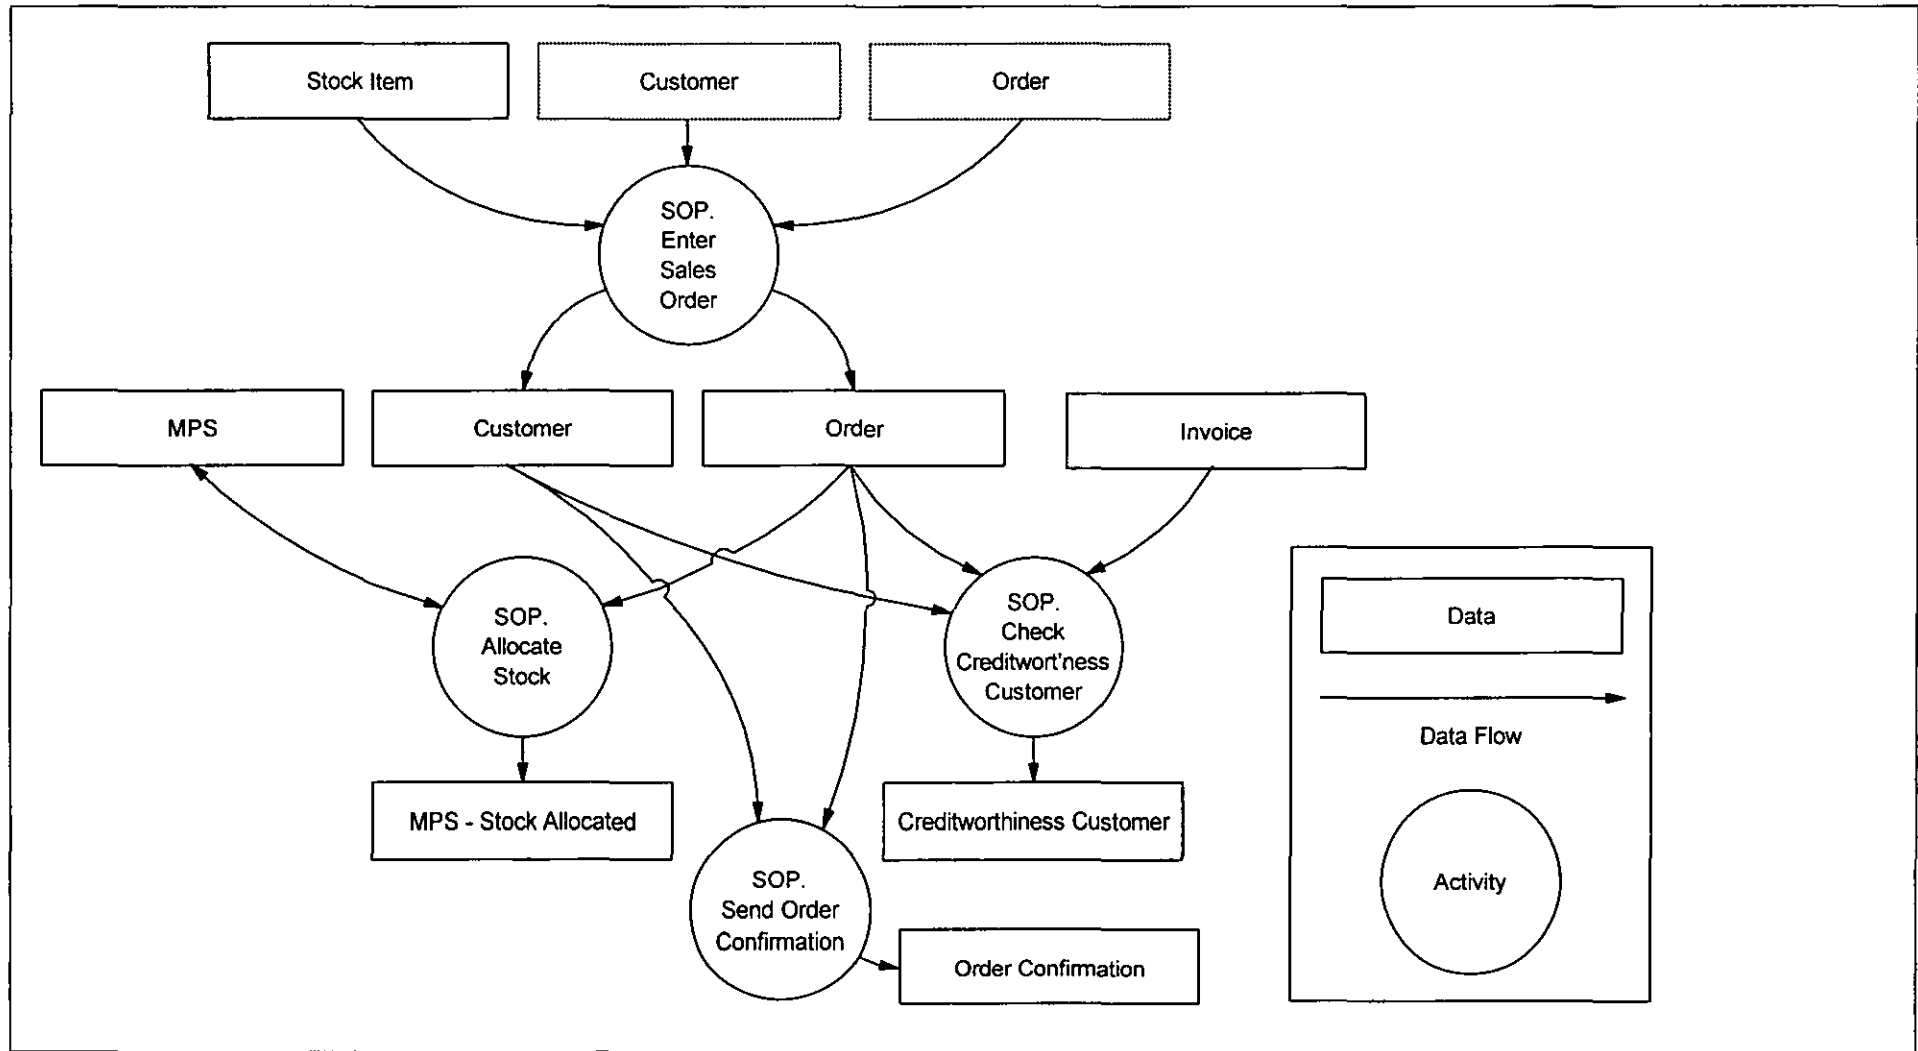 Stock Item
Customer
Order
SOP.
Enter
Sales
Order
MPS
Customer
Order
Invoice
SOP.
Allocate
Stock
SOP.
Check
Creditwort'ness
Customer
Data
Data Flow
MPS - Stock Allocated
Creditworthiness Customer
SOP.
Send Order
Confirmation
Order Confirmation
Activity